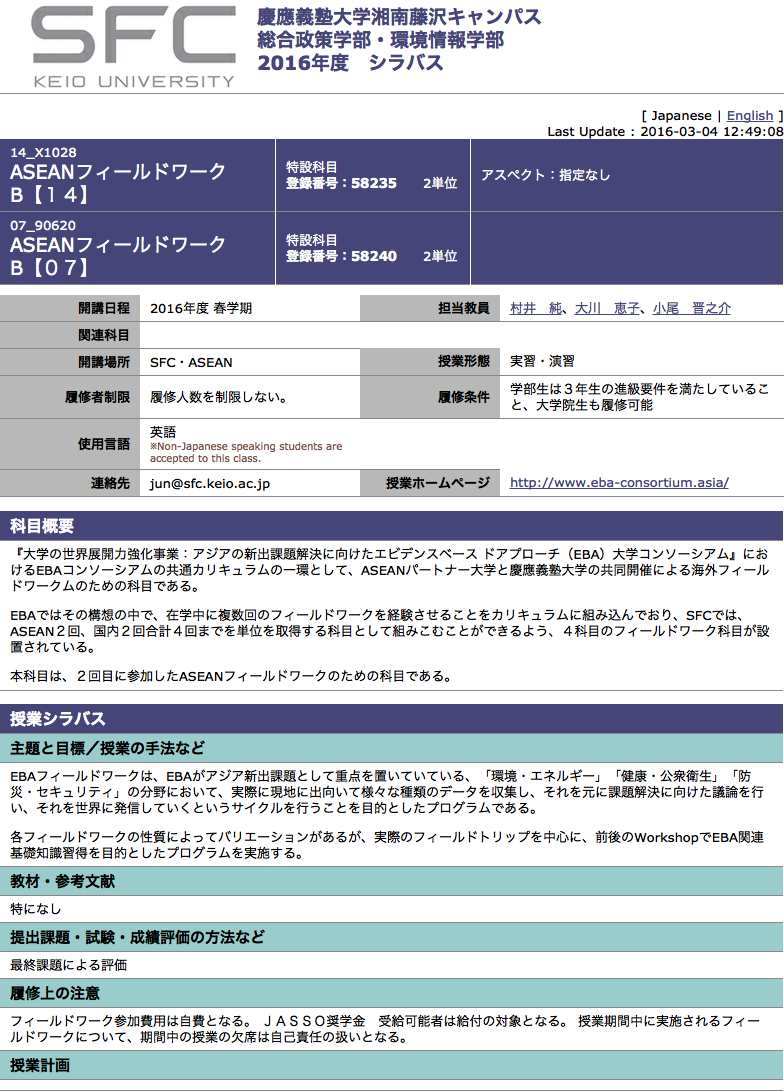 SFC
KEIO UNIVERSITY
慶應義塾大学湘南藤沢キャンパス
総合政策学部・環境情報学部
2016年度　シラバス
[ Japanese | English ]
Last Update : 2016-03-04 12:49:08
14_X1028
ASEANフィールドワーク
B【１４】
特設科目
登録番号：58235　　2単位
アスペクト：指定なし
07_90620
ASEANフィールドワーク
B【０７】
特設科目
登録番号：58240　　2単位
開講日程　2016年度 春学期　担当教員　村井　純、大川　恵子、小尾　晋之介
関連科目
開講場所　SFC・ASEAN　授業形態　実習・演習
履修者制限　履修人数を制限しない。　履修条件　学部生は３年生の進級要件を満たしているこ
と、大学院生も履修可能
使用言語　英語
※Non-Japanese speaking students are
accepted to this class.
連絡先　jun@sfc.keio.ac.jp　授業ホームページ　http://www.eba-consortium.asia/
科目概要
『大学の世界展開力強化事業：アジアの新出課題解決に向けたエビデンスベース ドアプローチ（EBA）大学コンソーシアム』にお
けるEBAコンソーシアムの共通カリキュラムの一環として、ASEANパートナー大学と慶應義塾大学の共同開催による海外フィール
ドワークムのための科目である。
EBAではその構想の中で、在学中に複数回のフィールドワークを経験させることをカリキュラムに組み込んでおり、SFCでは、
ASEAN２回、国内２回合計４回までを単位を取得する科目として組みこむことができるよう、４科目のフィールドワーク科目が設
置されている。
本科目は、２回目に参加したASEANフィールドワークのための科目である。
授業シラバス
主題と目標／授業の手法など
EBAフィールドワークは、EBAがアジア新出課題として重点を置いていている、「環境・エネルギー」「健康・公衆衛生」「防
災・セキュリティ」の分野において、実際に現地に出向いて様々な種類のデータを収集し、それを元に課題解決に向けた議論を行
い、それを世界に発信していくというサイクルを行うことを目的としたプログラムである。
各フィールドワークの性質によってバリエーションがあるが、実際のフィールドトリップを中心に、前後のWorkshopでEBA関連
基礎知識習得を目的としたプログラムを実施する。
教材・参考文献
特になし
提出課題・試験・成績評価の方法など
最終課題による評価
履修上の注意
フィールドワーク参加費用は自費となる。 ＪＡＳＳＯ奨学金　受給可能者は給付の対象となる。 授業期間中に実施されるフィー
ルドワークについて、期間中の授業の欠席は自己責任の扱いとなる。
授業計画